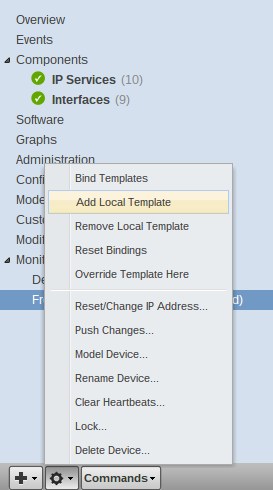 Overview
Events
Components
IP Services (10)
Interfaces (9)
Software
Graphs
Administration
Bind Templates
Add Local Template
Remove Local Template
Reset Bindings
Override Template Here
Reset/Change IP Address...
Push Changes...
Model Device...
Rename Device...
Clear Heartbeats...
Lock...
Delete Device...
Commands